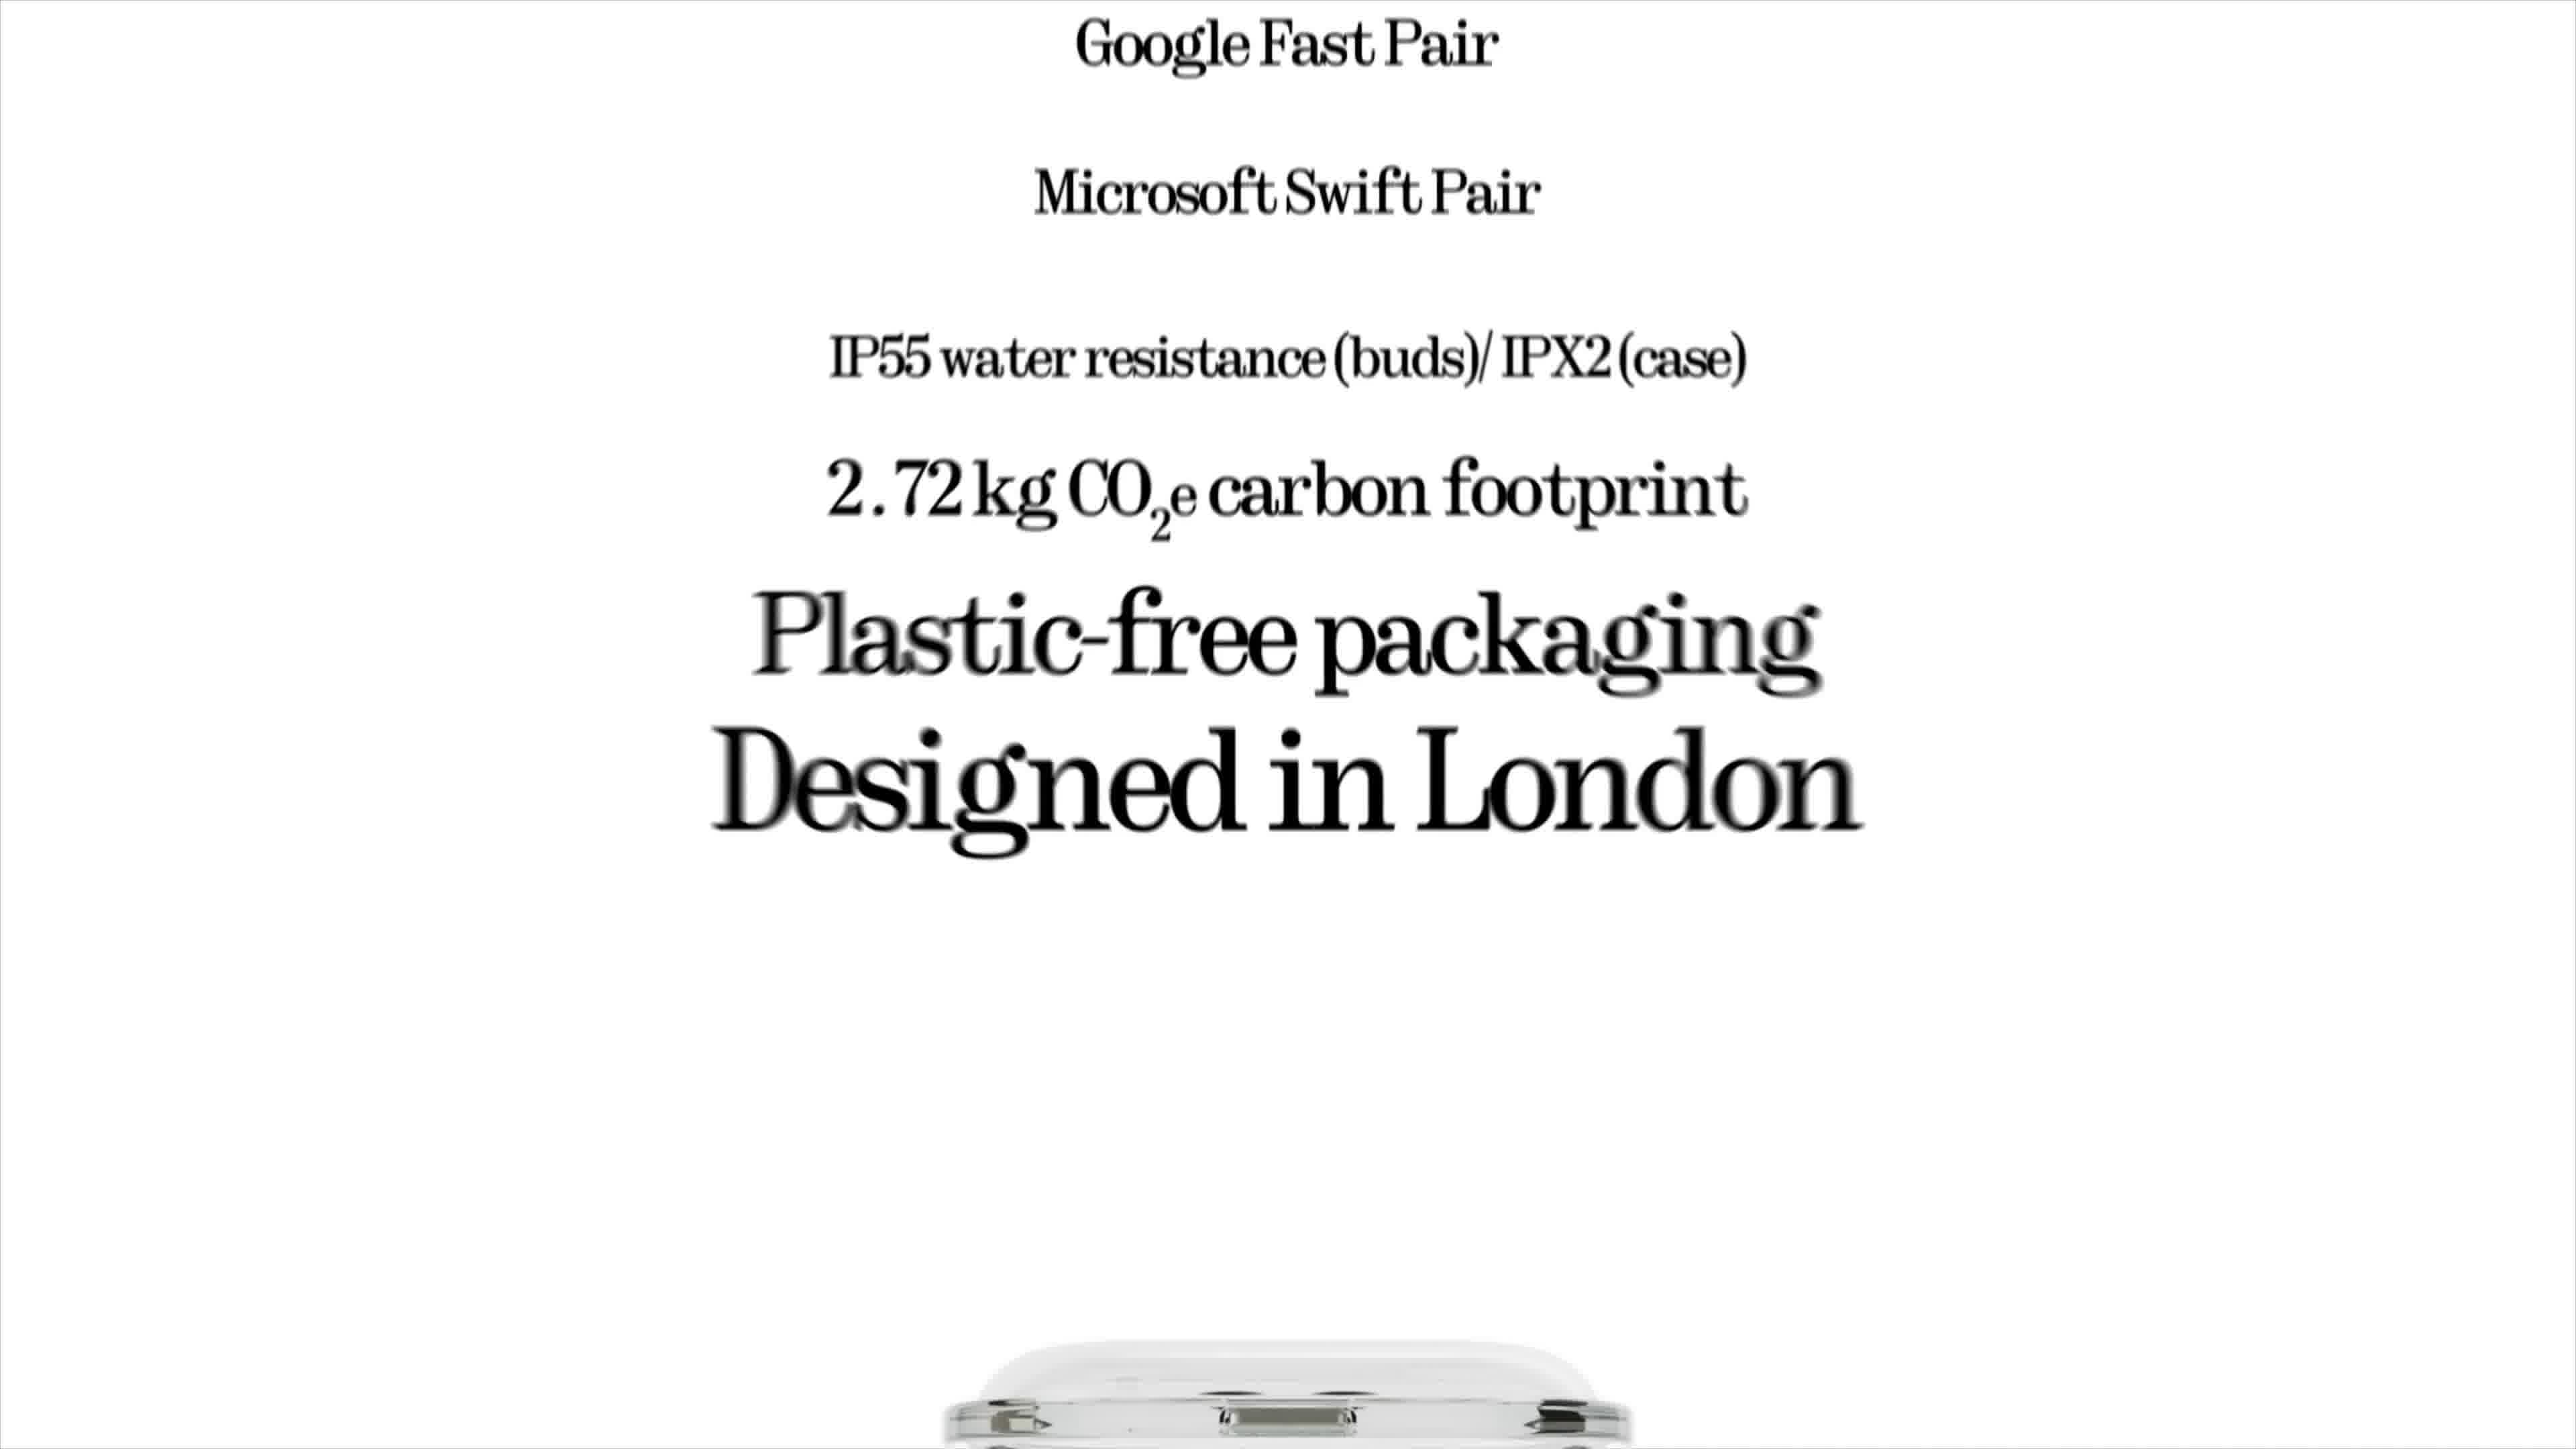 Google Fast Pair
Microsoft Swift Pair
IP55 water resistance (buds)/ IPX2 (case)
2.72 kg CO₂e carbon footprint
Plastic-free packaging
Designed in London